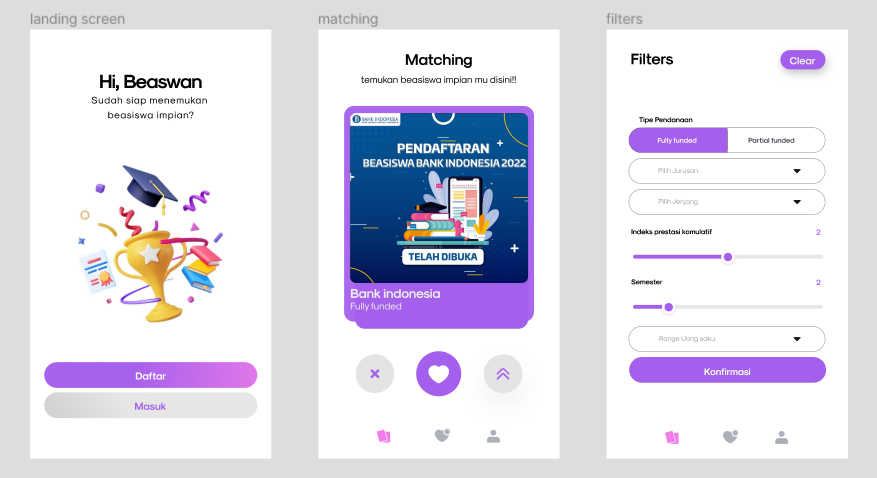 landing screen
Hi, Beaswan
Sudah siap menemukan
beasiswa impian?
Daftar
Masuk
matching
Matching
temukan beasiswa impian mu disini!!
BANK INDONESIA
PENDAFTARAN
BEASISWA BANK INDONESIA 2022
TELAH DIBUKA
Bank indonesia
Fully funded
filters
Filters
Clear
Tipe Pendanaan
Fully funded
Partial funded
Pilih Jurusan
Pilih Jenjang
Indeks prestasi komulatif
2
Semester
2
Range Uang saku
Konfirmasi